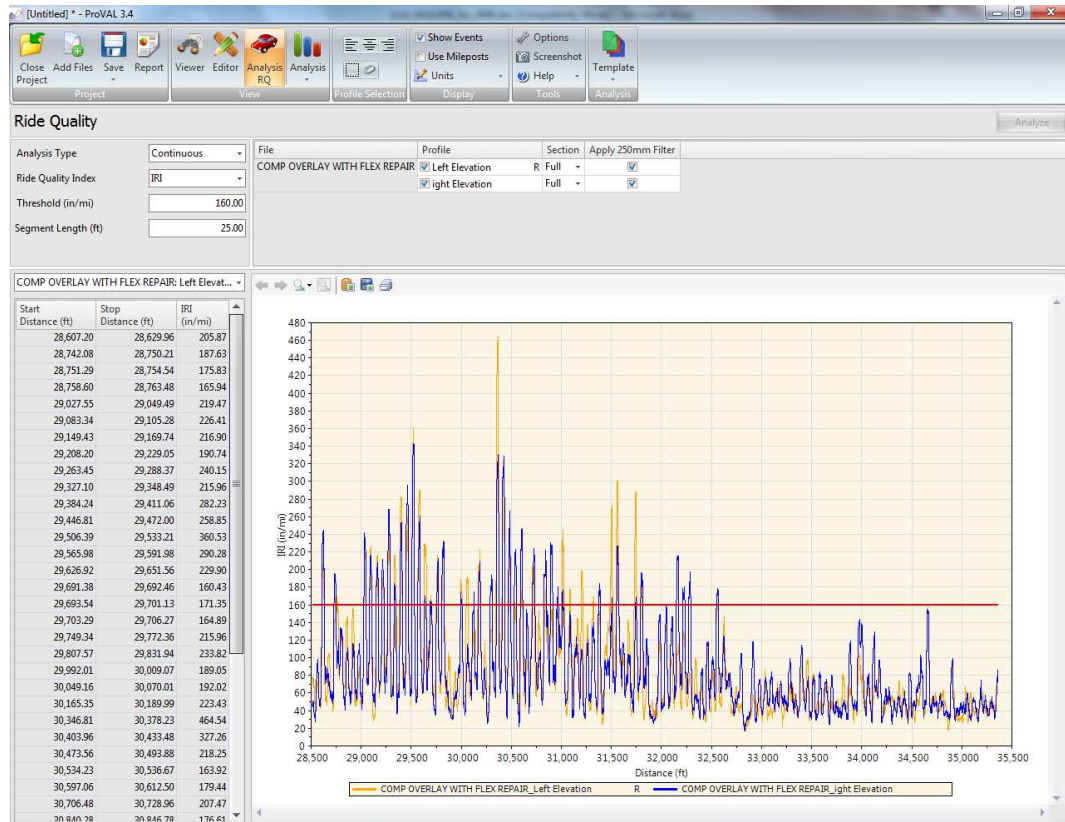 [Untitled] * - ProVAL 3.4
Close Project
Add Files
Save
Report
Project
Viewer
Editor
Analysis RQ
Analysis
View
Profile Selection
Show Events
Use Mileposts
Units
Display
Options
Screenshot
Help
Tools
Template
Analysis
Ride Quality
Analyze
Analysis Type Continuous
Ride Quality Index IRI
Threshold (in/mi) 160.00
Segment Length (ft) 25.00
File Profile Section Apply 250mm Filter
COMP OVERLAY WITH FLEX REPAIR Left Elevation R Full
ight Elevation Full
COMP OVERLAY WITH FLEX REPAIR: Left Elevat...
Start Distance (ft) Stop Distance (ft) IRI (in/mi)
28,607.20 28,629.96 205.87
28,742.08 28,750.21 187.63
28,751.29 28,754.54 175.83
28,758.60 28,763.48 165.94
29,027.55 29,049.49 219.47
29,083.34 29,105.28 226.41
29,149.43 29,169.74 216.90
29,208.20 29,229.05 190.74
29,263.45 29,288.37 240.15
29,327.10 29,348.49 215.96
29,384.24 29,411.06 282.23
29,446.81 29,472.00 258.85
29,506.39 29,533.21 360.53
29,565.98 29,591.98 290.28
29,626.92 29,651.56 229.90
29,691.38 29,692.46 160.43
29,693.54 29,701.13 171.35
29,703.29 29,706.27 164.89
29,749.34 29,772.36 215.96
29,807.57 29,831.94 233.82
29,992.01 30,009.07 189.05
30,049.16 30,070.01 192.02
30,165.35 30,189.99 223.43
30,346.81 30,378.23 464.54
30,403.96 30,433.48 327.26
30,473.56 30,493.88 218.25
30,534.23 30,536.67 163.92
30,597.06 30,612.50 179.44
30,706.48 30,728.96 207.47
30,840.28 30,846.78 176.61
480
460
440
420
400
380
360
340
320
300
280
260
240
220
200
180
160
140
120
100
80
60
40
20
0
IRI (in/mi)
28,500 29,000 29,500 30,000 30,500 31,000 31,500 32,000 32,500 33,000 33,500 34,000 34,500 35,000 35,500
Distance (ft)
COMP OVERLAY WITH FLEX REPAIR_Left Elevation R COMP OVERLAY WITH FLEX REPAIR_ight Elevation